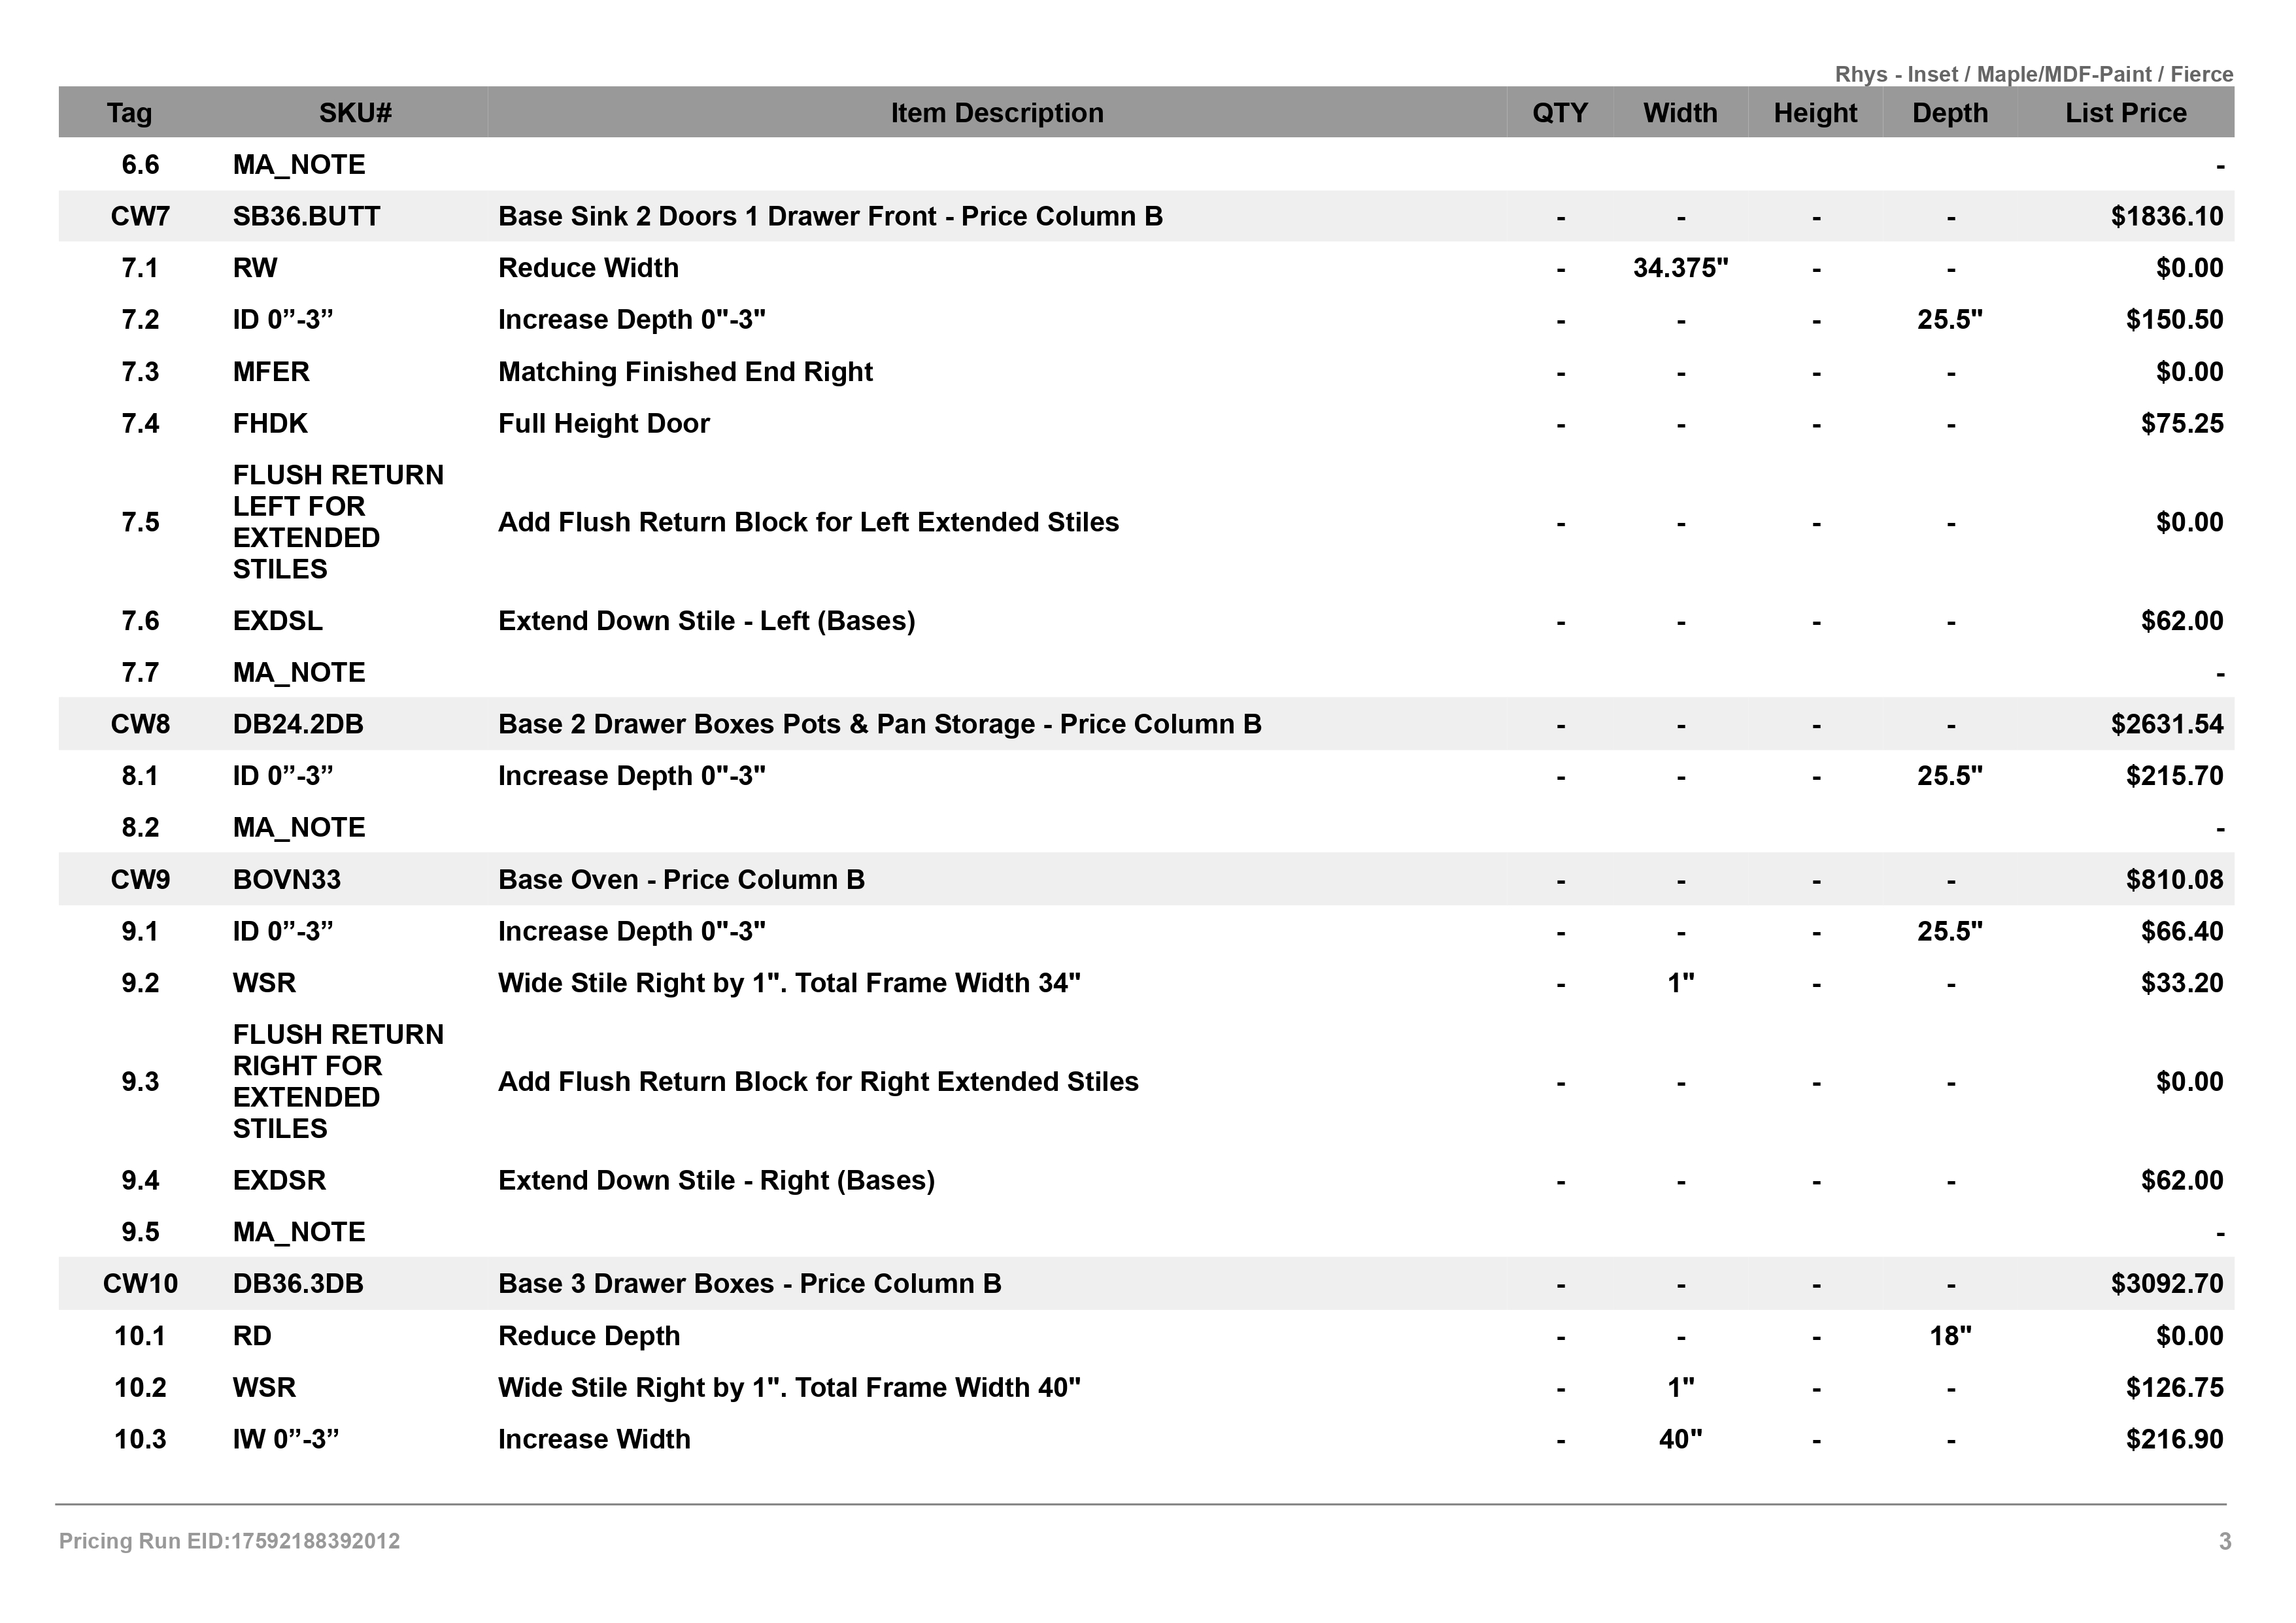 Rhys - Inset / Maple/MDF-Paint / Fierce
Tag SKU# Item Description QTY Width Height Depth List Price
6.6 MA_NOTE -
CW7 SB36.BUTT Base Sink 2 Doors 1 Drawer Front - Price Column B - - - - $1836.10
7.1 RW Reduce Width - 34.375" - - $0.00
7.2 ID 0”-3” Increase Depth 0"-3" - - - 25.5" $150.50
7.3 MFER Matching Finished End Right - - - - $0.00
7.4 FHDK Full Height Door - - - - $75.25
FLUSH RETURN
LEFT FOR
7.5 Add Flush Return Block for Left Extended Stiles - - - - $0.00
EXTENDED
STILES
7.6 EXDSL Extend Down Stile - Left (Bases) - - - - $62.00
7.7 MA_NOTE -
CW8 DB24.2DB Base 2 Drawer Boxes Pots & Pan Storage - Price Column B - - - - $2631.54
8.1 ID 0”-3” Increase Depth 0"-3" - - - 25.5" $215.70
8.2 MA_NOTE -
CW9 BOVN33 Base Oven - Price Column B - - - - $810.08
9.1 ID 0”-3” Increase Depth 0"-3" - - - 25.5" $66.40
9.2 WSR Wide Stile Right by 1". Total Frame Width 34" - 1" - - $33.20
FLUSH RETURN
RIGHT FOR
9.3 Add Flush Return Block for Right Extended Stiles - - - - $0.00
EXTENDED
STILES
9.4 EXDSR Extend Down Stile - Right (Bases) - - - - $62.00
9.5 MA_NOTE -
CW10 DB36.3DB Base 3 Drawer Boxes - Price Column B - - - - $3092.70
10.1 RD Reduce Depth - - - 18" $0.00
10.2 WSR Wide Stile Right by 1". Total Frame Width 40" - 1" - - $126.75
10.3 IW 0”-3” Increase Width - 40" - - $216.90
Pricing Run EID:17592188392012 3